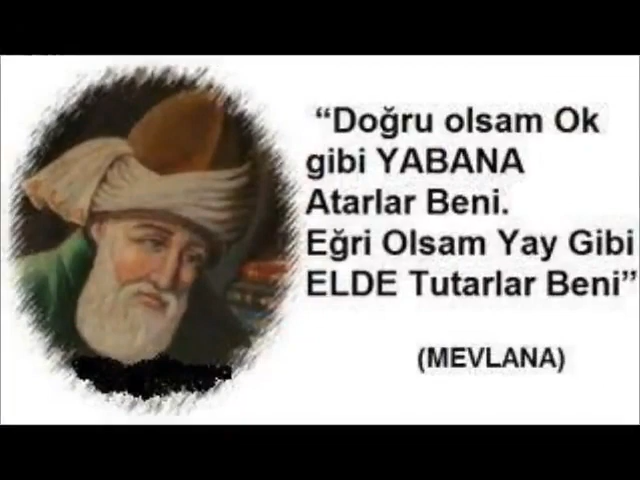 “Doğru olsam Ok
gibi YABANA
Atarlar Beni.
Eğri Olsam Yay Gibi
ELDE Tutarlar Beni”
(MEVLANA)